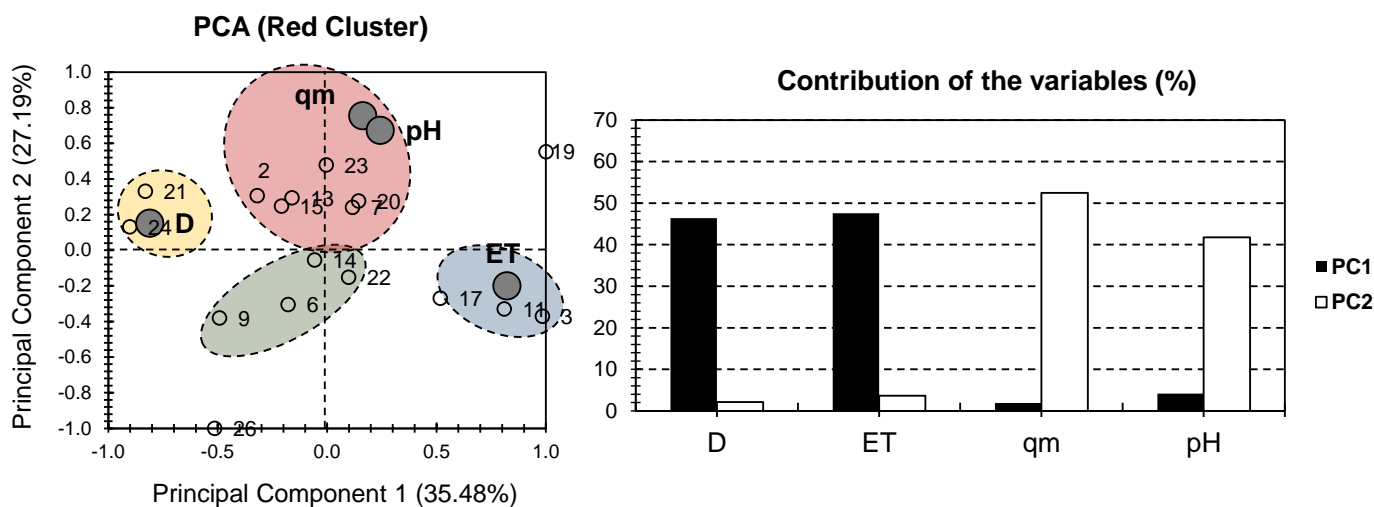 PCA (Red Cluster)
Principal Component 2 (27.19%)
1.0
0.8
0.6
0.4
0.2
0.0
-0.2
-0.4
-0.6
-0.8
-1.0
qm
pH
19
23
2
13
15
7
20
21
D
24
14
22
ET
6
17
11
9
3
26
-1.0
-0.5
0.0
0.5
1.0
Principal Component 1 (35.48%)
Contribution of the variables (%)
70
60
50
40
30
20
10
0
D
ET
qm
pH
PC1
PC2